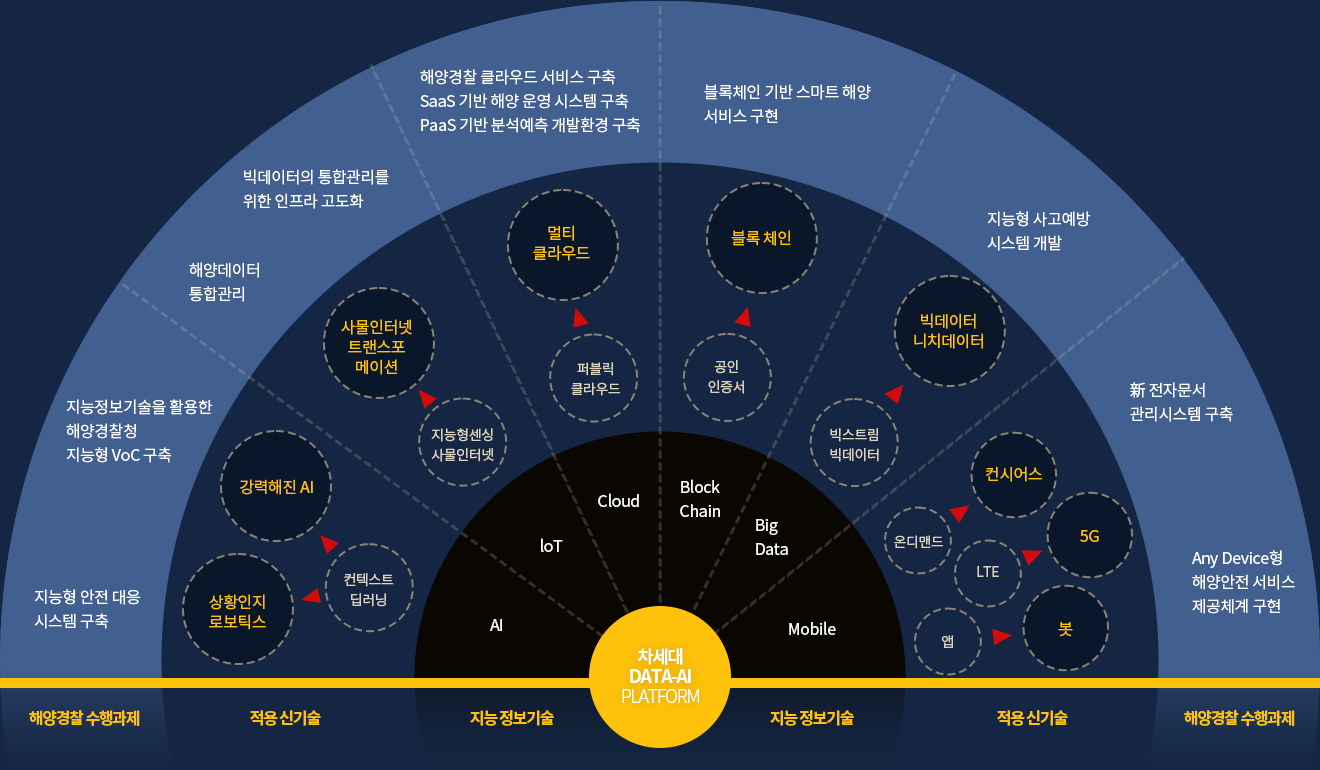 해양경찰 클라우드 서비스 구축
SaaS 기반 해양 운영 시스템 구축
PaaS 기반 분석예측 개발환경 구축
블록체인 기반 스마트 해양
서비스 구현
빅데이터의 통합관리를
위한 인프라 고도화
지능형 사고예방
시스템 개발
해양데이터
통합관리
新 전자문서
관리시스템 구축
지능정보기술을 활용한
해양경찰청
지능형 VoC 구축
Any Device형
해양안전 서비스
제공체계 구현
지능형 안전 대응
시스템 구축
멀티
클라우드
블록 체인
사물인터넷
트랜스포
메이션
빅데이터
니치데이터
퍼블릭
클라우드
공인
인증서
지능형센싱
사물인터넷
빅스트림
빅데이터
강력해진 AI
컨시어스
온디맨드
5G
LTE
컨텍스트
딥러닝
상황인지
로보틱스
앱
봇
Cloud
Block
Chain
loT
Big
Data
AI
Mobile
차세대
DATA-AI
PLATFORM
해양경찰 수행과제
적용 신기술
지능 정보기술
지능 정보기술
적용 신기술
해양경찰 수행과제